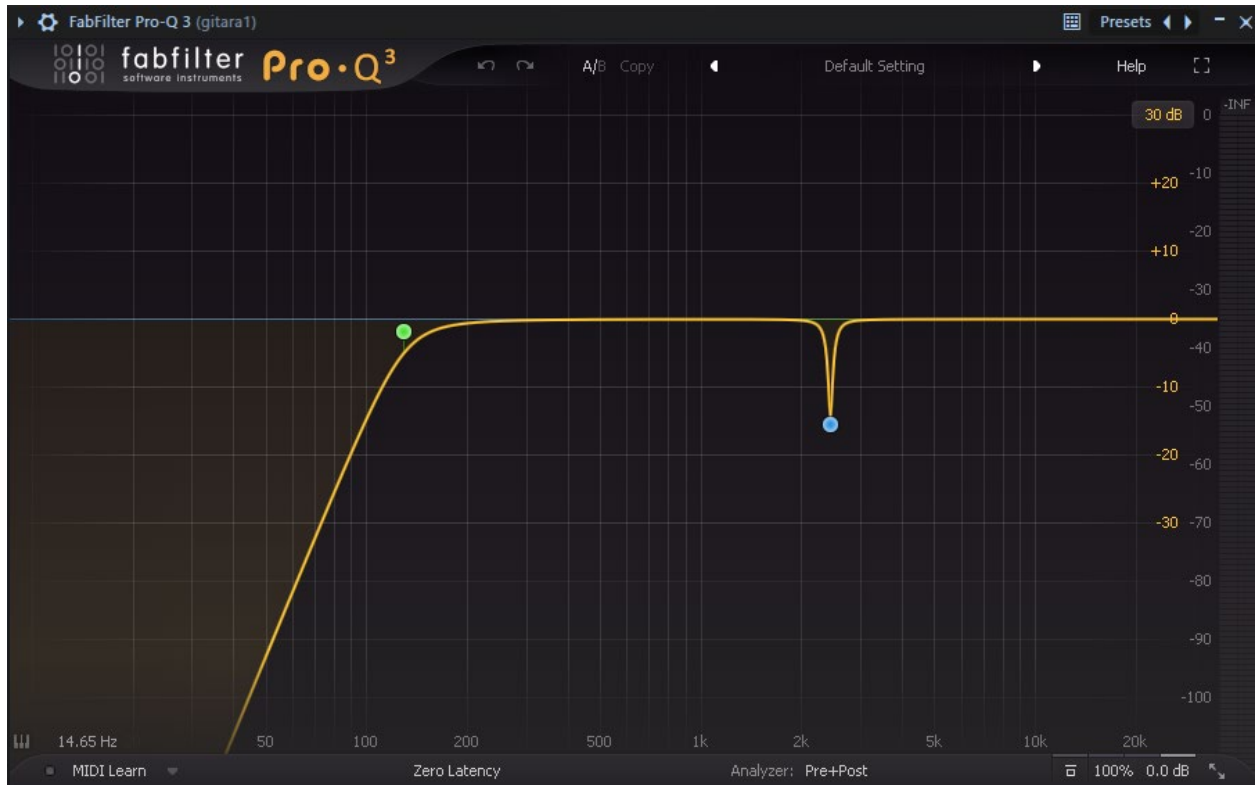 FabFilter Pro-Q 3 (gitara1) Presets
fabfilter
software instruments
Pro·Q3
A/B Copy Default Setting Help
-INF
30 dB 0
-10
+20
-20
+10
-30
0
-40
-10
-50
-20
-60
-30 -70
-80
-90
-100
14.65 Hz 50 100 200 500 1k 2k 5k 10k 20k
MIDI Learn Zero Latency Analyzer: Pre+Post 100% 0.0 dB